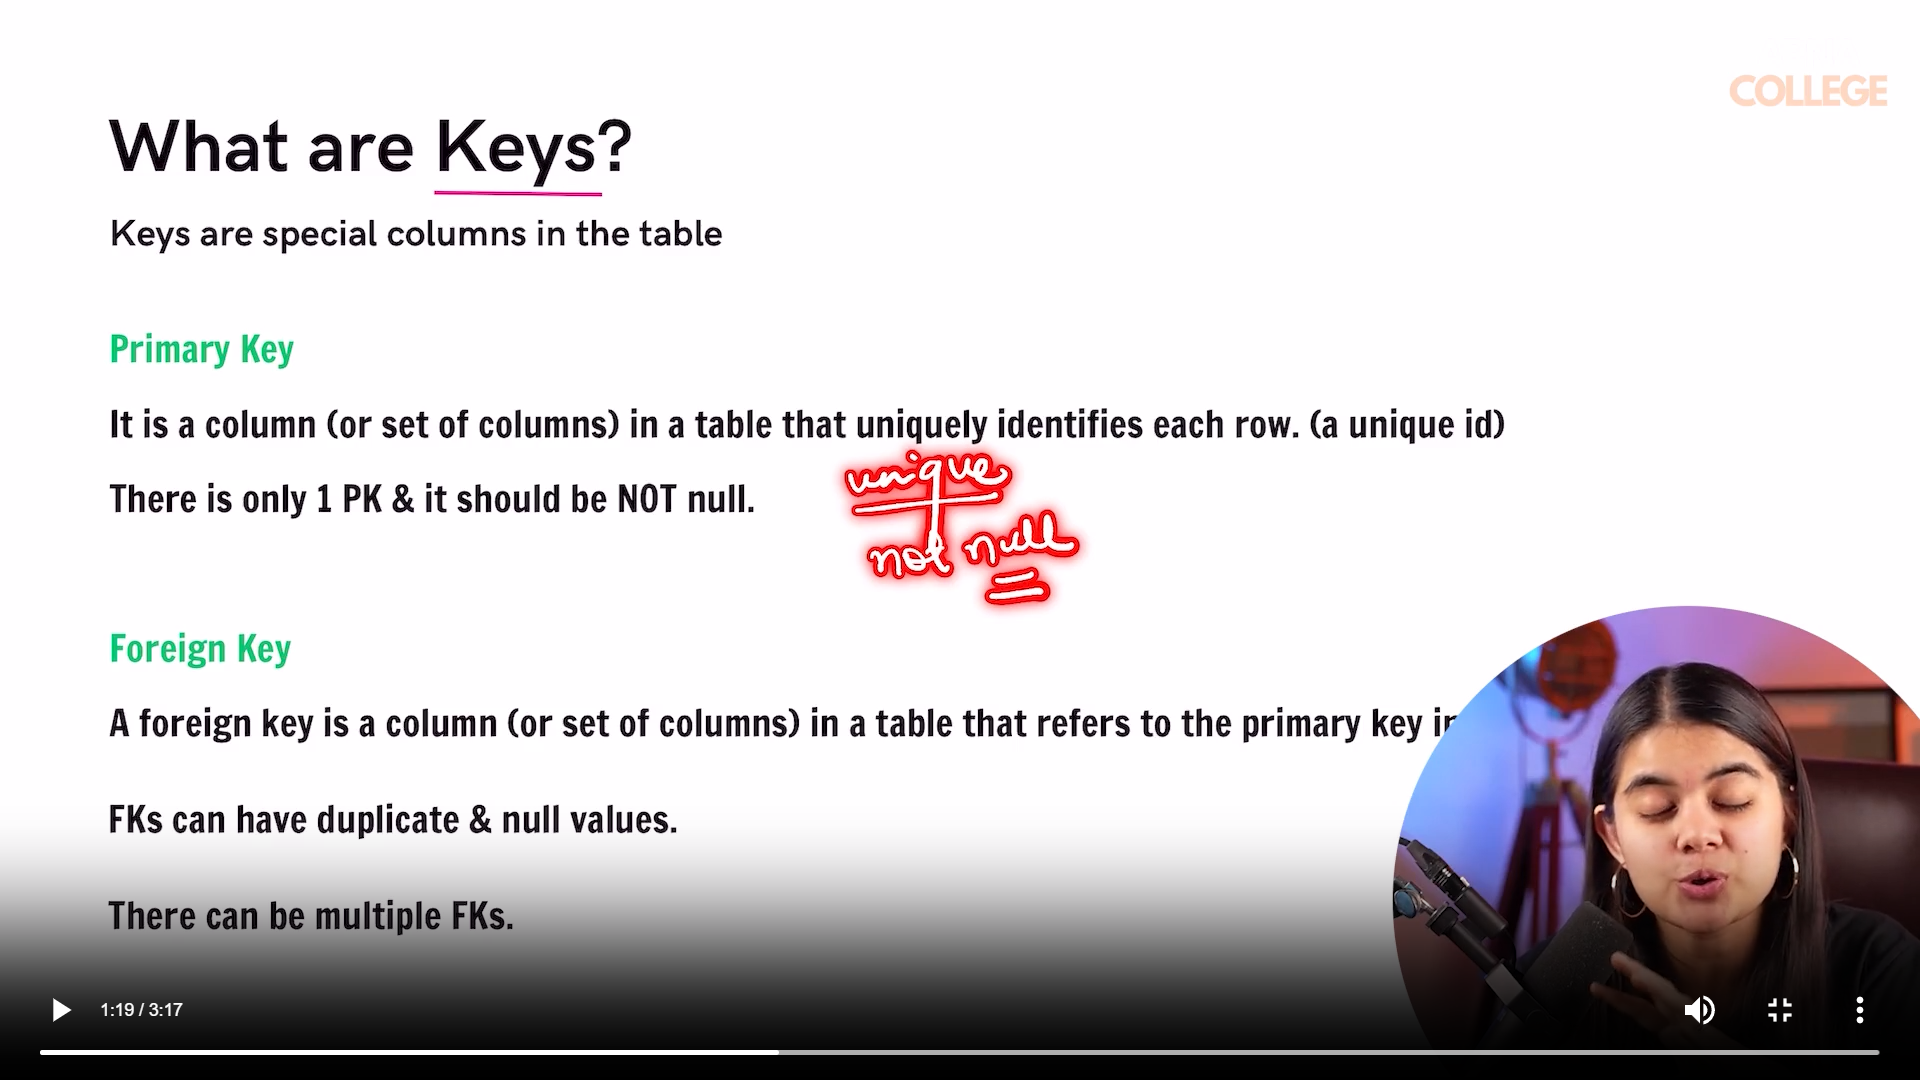 COLLEGE
What are Keys?
Keys are special columns in the table
Primary Key
It is a column (or set of columns) in a table that uniquely identifies each row. (a unique id)
There is only 1 PK & it should be NOT null.
unique
not null
Foreign Key
A foreign key is a column (or set of columns) in a table that refers to the primary key in
FKs can have duplicate & null values.
There can be multiple FKs.
1:19 / 3:17